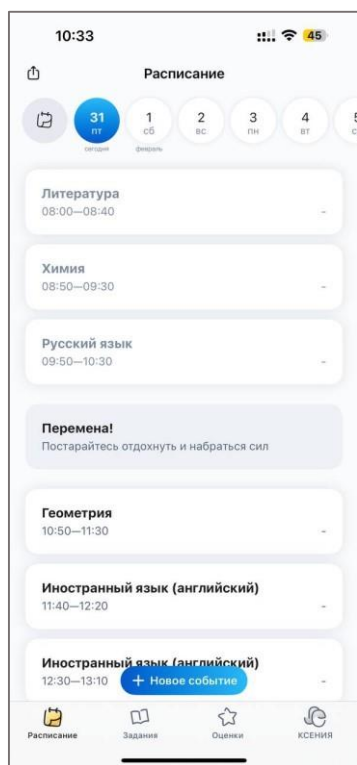 10:33
45
Расписание
31
пт
сегодня
1
сб
февраль
2
вс
3
пн
4
вт
Литература
08:00—08:40
-
Химия
08:50—09:30
-
Русский язык
09:50—10:30
-
Перемена!
Постарайтесь отдохнуть и набраться сил
Геометрия
10:50—11:30
-
Иностранный язык (английский)
11:40—12:20
-
Иностранный язык (английский)
12:30—13:10
-
+ Новое событие
Расписание
Задания
Оценки
КСЕНИЯ